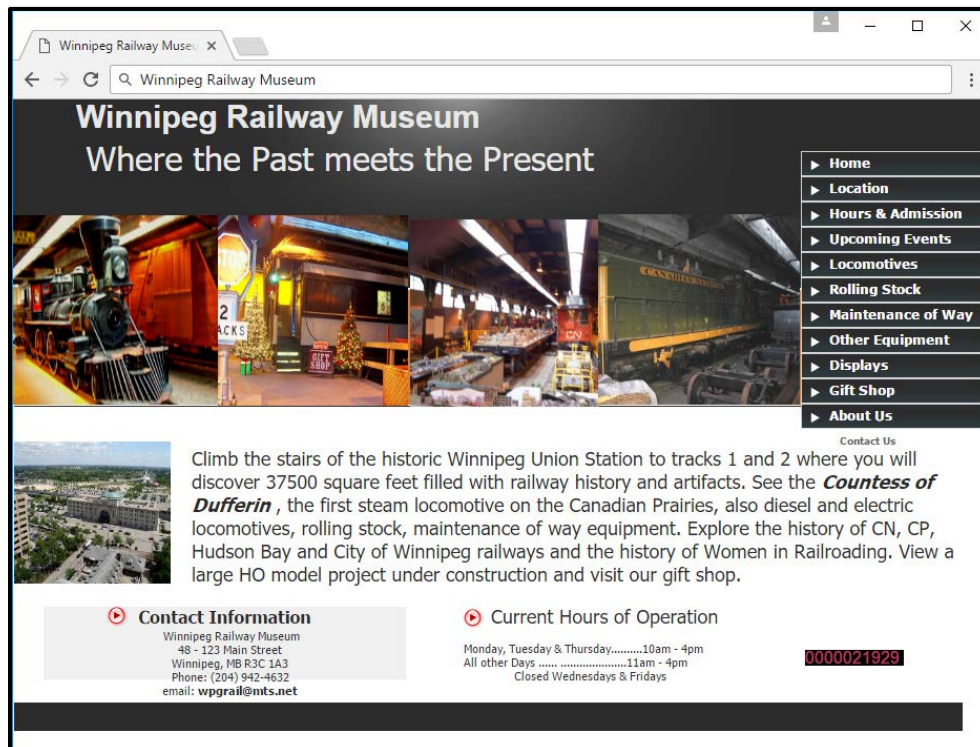 Winnipeg Railway Museu
Winnipeg Railway Museum
Winnipeg Railway Museum
Where the Past meets the Present
Home
Location
Hours & Admission
Upcoming Events
Locomotives
Rolling Stock
Maintenance of Way
Other Equipment
Displays
Gift Shop
About Us
Contact Us
STOP
2
ACKS
GIFT
SHOP
CN
CANADIAN NATIONAL
Climb the stairs of the historic Winnipeg Union Station to tracks 1 and 2 where you will
discover 37500 square feet filled with railway history and artifacts. See the Countess of
Dufferin , the first steam locomotive on the Canadian Prairies, also diesel and electric
locomotives, rolling stock, maintenance of way equipment. Explore the history of CN, CP,
Hudson Bay and City of Winnipeg railways and the history of Women in Railroading. View a
large HO model project under construction and visit our gift shop.
Contact Information
Winnipeg Railway Museum
48 - 123 Main Street
Winnipeg, MB R3C 1A3
Phone: (204) 942-4632
email: wpgrail@mts.net
Current Hours of Operation
Monday, Tuesday & Thursday..........10am - 4pm
All other Days ...... .....................11am - 4pm
Closed Wednesdays & Fridays
0000021929